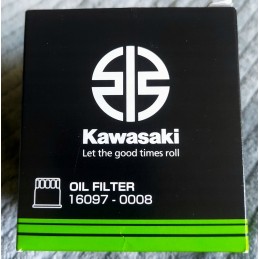 Kawasaki
Let the good times roll
OIL FILTER
16097 - 0008